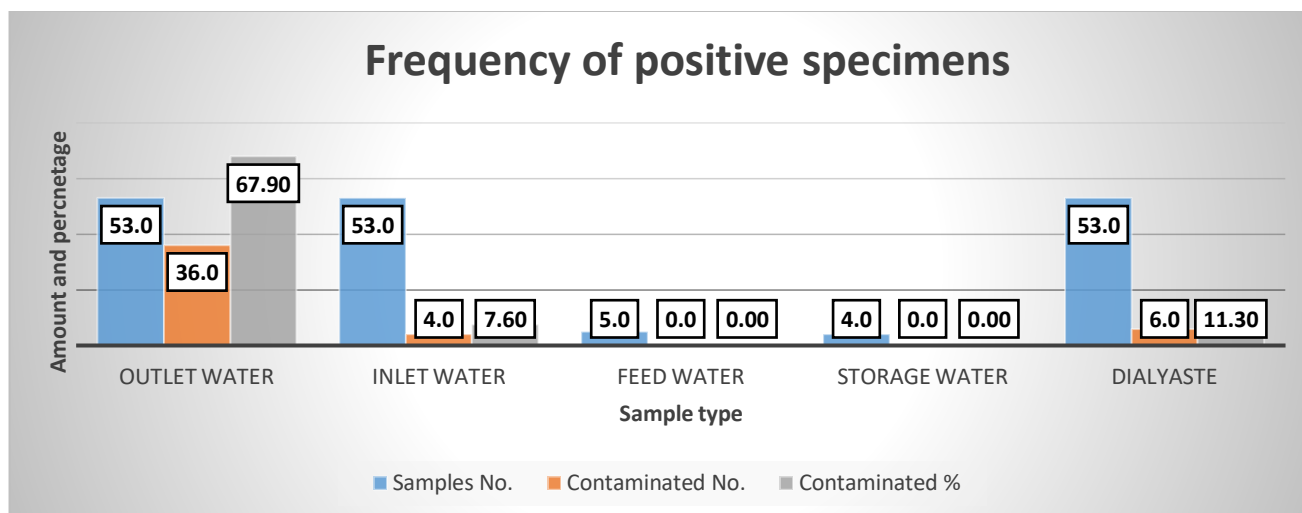 Frequency of positive specimens
Amount and percnetage
53.0 36.0 67.90
53.0 4.0 7.60
5.0 0.0 0.00
4.0 0.0 0.00
53.0 6.0 11.30
OUTLET WATER INLET WATER FEED WATER STORAGE WATER DIALYASTE
Sample type
Samples No. Contaminated No. Contaminated %